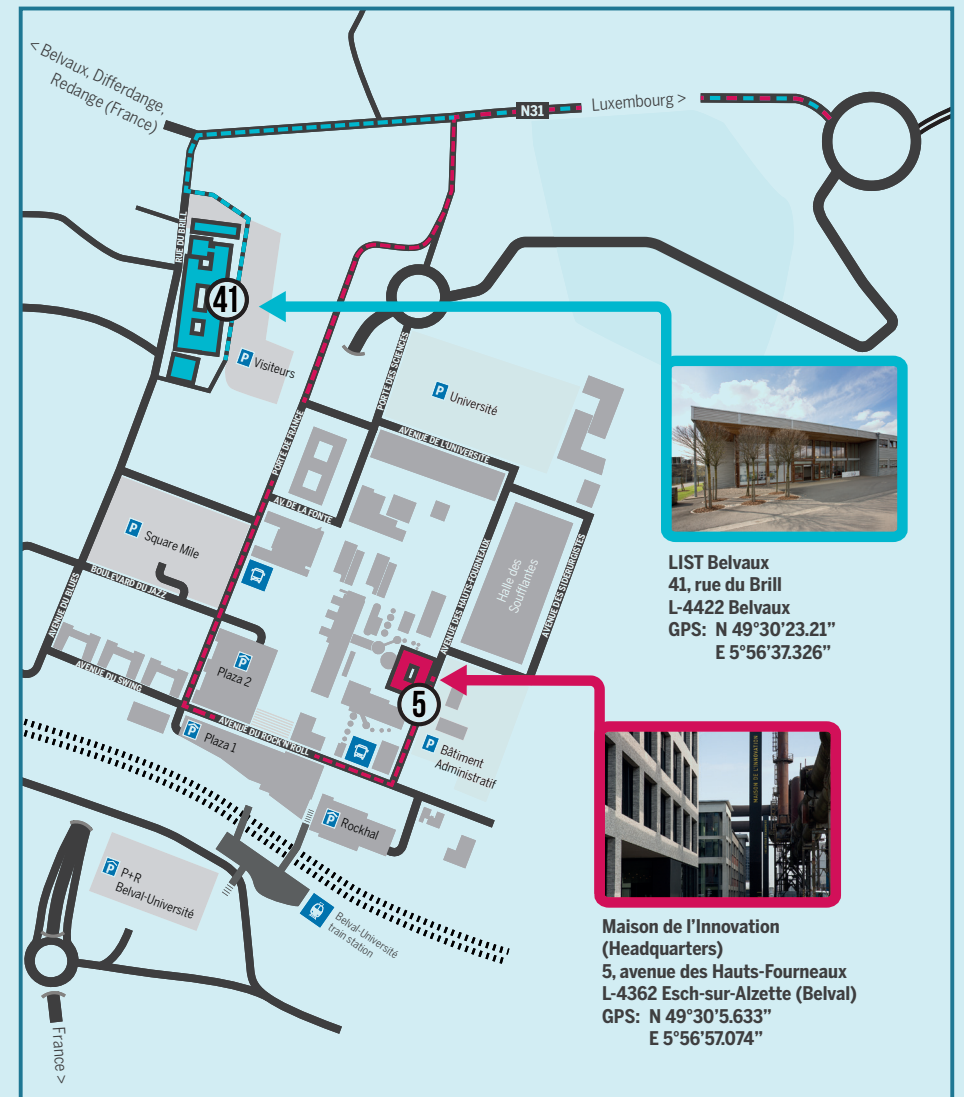 < Belvaux, Differdange,
Redange (France)
N31
Luxembourg >
RUE DU BRILL
41
P Visiteurs
PORTE DES SCIENCES
P Université
PORTE DE FRANCE
AVENUE DE L'UNIVERSITÉ
AV. DE LA FONTE
P Square Mile
BOULEVARD DU JAZZ
AVENUE DU BLUES
AVENUE DU SWING
AVENUE DES HAUTS-FOURNEAUX
Halle des
Soufflantes
AVENUE DES SIDÉRURGISTES
P
Plaza 2
5
AVENUE DU ROCK'N'ROLL
P Plaza 1
P Bâtiment
Administratif
P Rockhal
P P+R
Belval-Université
Belval-Université
train station
France >
LIST Belvaux
41, rue du Brill
L-4422 Belvaux
GPS: N 49°30’23.21”
E 5°56’37.326”
MAISON DE L'INNOVATION
Maison de l’Innovation
(Headquarters)
5, avenue des Hauts-Fourneaux
L-4362 Esch-sur-Alzette (Belval)
GPS: N 49°30’5.633”
E 5°56’57.074”